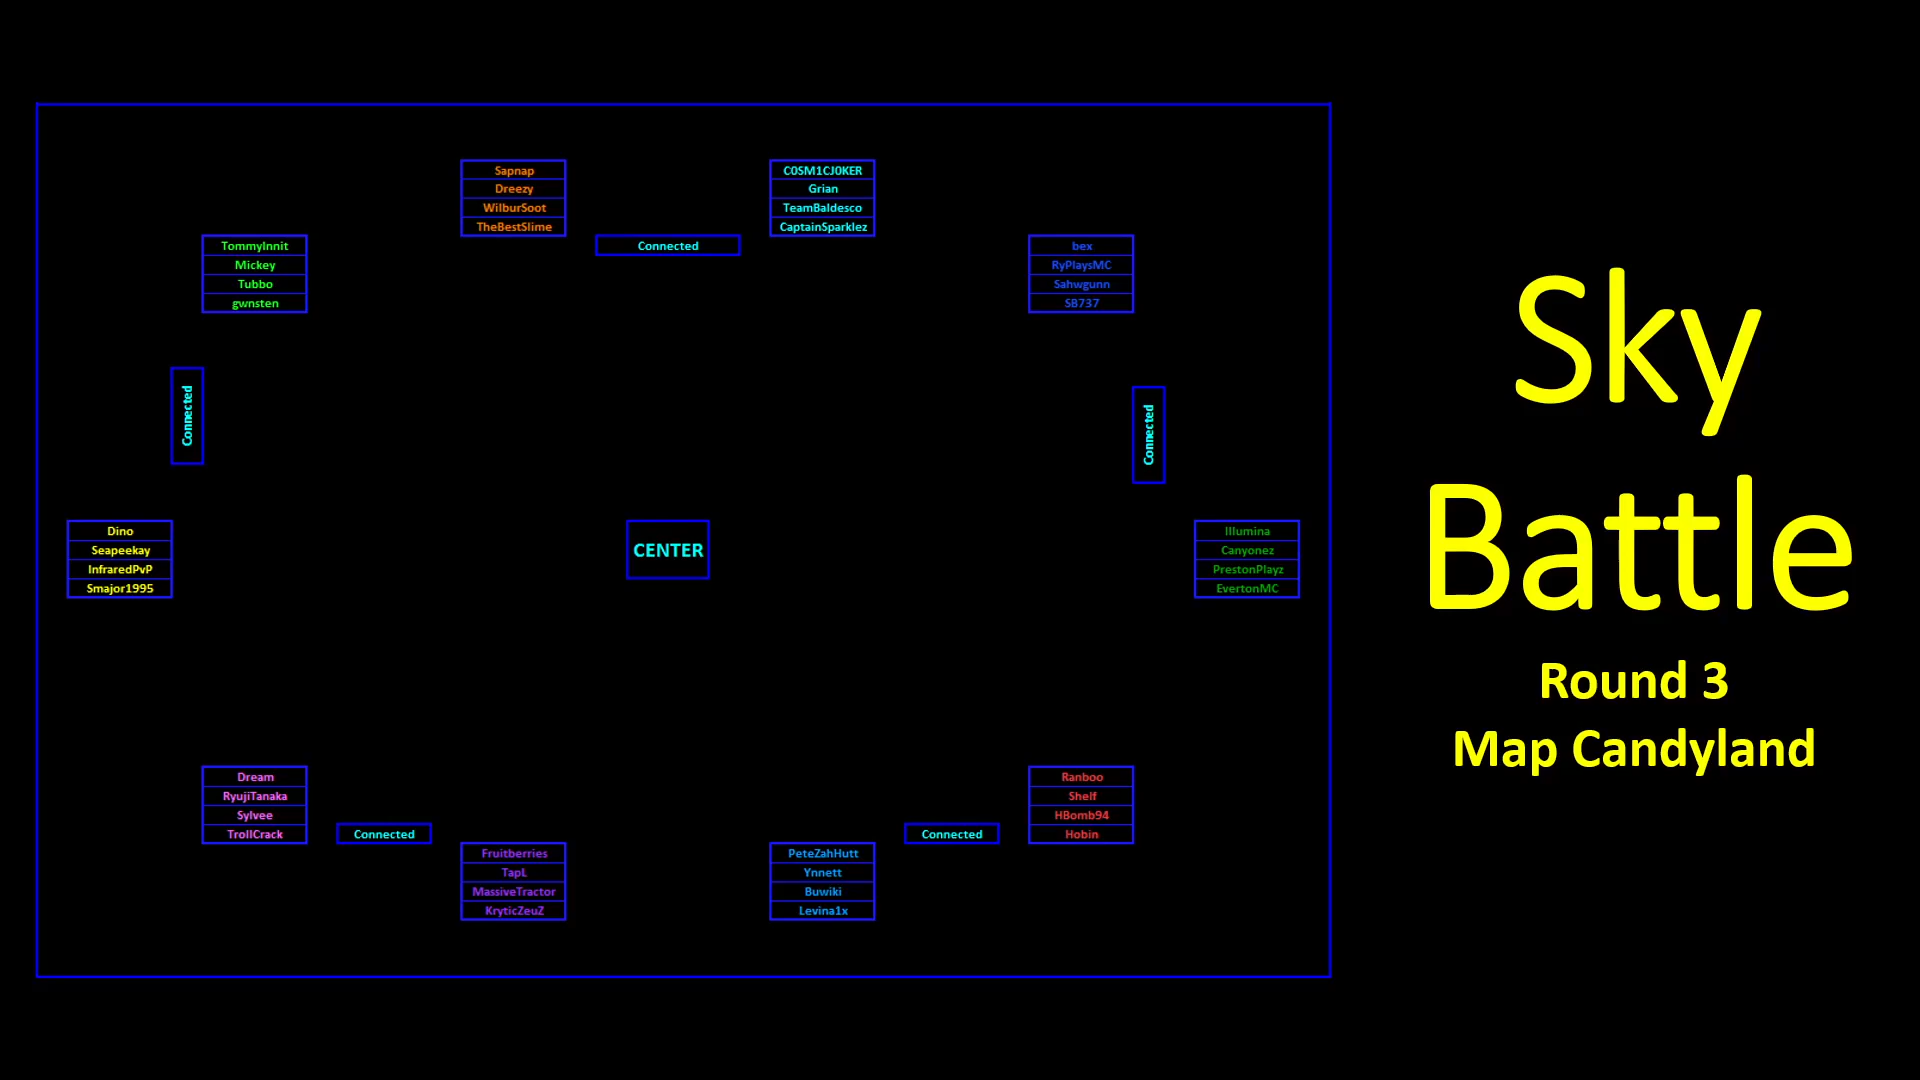 Sapnap
Dreezy
WilburSoot
TheBestSlime
C0SM1CJ0KER
Grian
TeamBaldesco
CaptainSparklez
Connected
TommyInnit
Mickey
Tubbo
gwnsten
bex
RyPlaysMC
Sahwgunn
SB737
Connected
Connected
Dino
Seapeekay
InfraredPvP
Smajor1995
CENTER
Illumina
Canyonez
PrestonPlayz
EvertonMC
Dream
RyujiTanaka
Sylvee
TrollCrack
Connected
Fruitberries
TapL
MassiveTractor
KryticZeuZ
PeteZahHutt
Ynnett
Buwiki
Levina1x
Connected
Ranboo
Shelf
HBomb94
Hobin
Sky
Battle
Round 3
Map Candyland